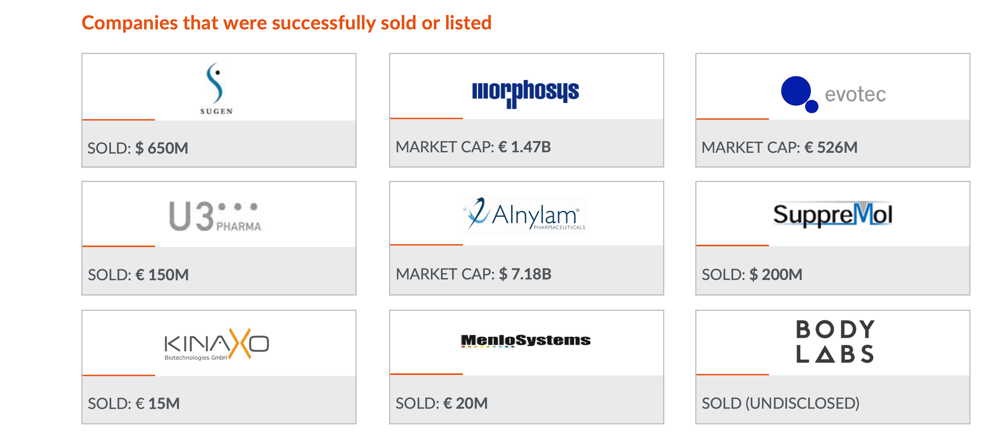 Companies that were successfully sold or listed
SUGEN
morphosys
evotec
SOLD: $ 650M
MARKET CAP: € 1.47B
MARKET CAP: € 526M
U3 PHARMA
Alnylam®
PHARMACEUTICALS
SuppreMol
SOLD: € 150M
MARKET CAP: $ 7.18B
SOLD: $ 200M
KINAXO
Biotechnologies GmbH
MenloSystems
BODY
LABS
SOLD: € 15M
SOLD: € 20M
SOLD (UNDISCLOSED)